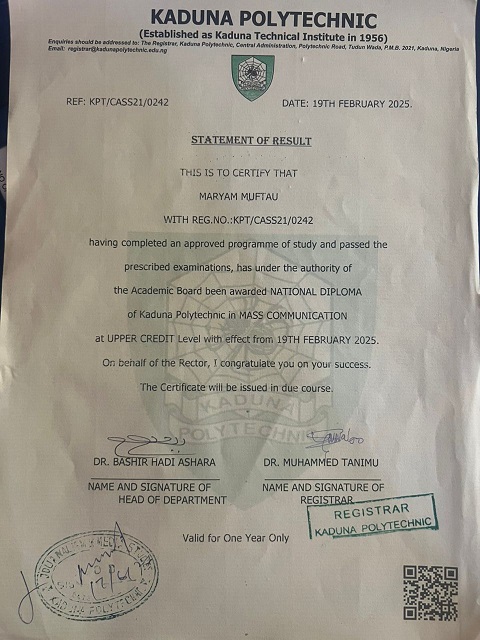 KADUNA POLYTECHNIC
(Established as Kaduna Technical Institute in 1956)
Enquiries should be addressed to: The Registrar, Kaduna Polytechnic, Central Administration, Polytechnic Road, Tudun Wada, P.M.B. 2021, Kaduna, Nigeria
Email: registrar@kadunapolytechnic.edu.ng
REF: KPT/CASS21/0242
DATE: 19TH FEBRUARY 2025.
STATEMENT OF RESULT
THIS IS TO CERTIFY THAT
MARYAM MUFTAU
WITH REG.NO.:KPT/CASS21/0242
having completed an approved programme of study and passed the
prescribed examinations, has under the authority of
the Academic Board been awarded NATIONAL DIPLOMA
of Kaduna Polytechnic in MASS COMMUNICATION
at UPPER CREDIT Level with effect from 19TH FEBRUARY 2025.
On behalf of the Rector, I congratulate you on your success.
The Certificate will be issued in due course.
KADUNA
POLYTECHNIC
DR. BASHIR HADI ASHARA
DR. MUHAMMED TANIMU
NAME AND SIGNATURE OF
HEAD OF DEPARTMENT
NAME AND SIGNATURE OF
REGISTRAR
REGISTRAR
KADUNA POLYTECHNIC
Valid for One Year Only
KADUNA POLYTECHNIC